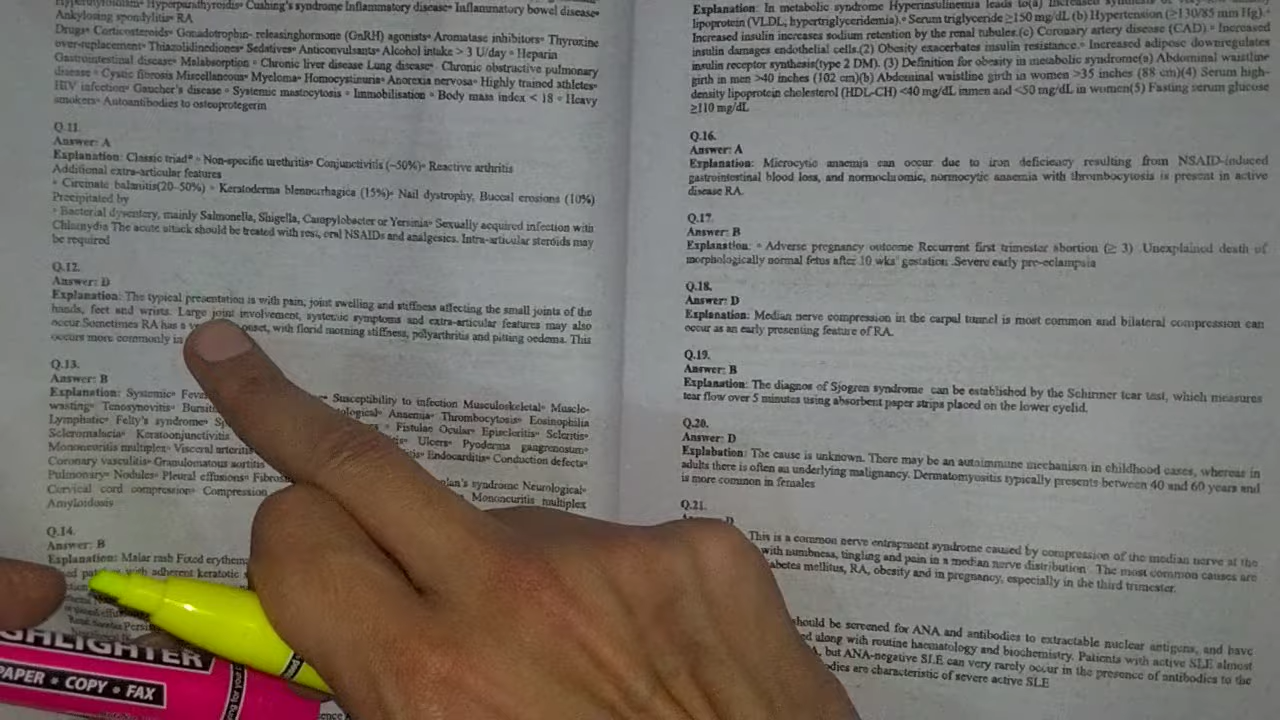 Hyperthyroidism• Hyperparathyroidism• Cushing's syndrome Inflammatory disease• Inflammatory bowel disease•
Ankylosing spondylitis• RA
Drugs• Corticosteroids• Gonadotrophin- releasinghormone (GnRH) agonists• Aromatase inhibitors• Thyroxine
over-replacement• Thiazolidinediones• Sedatives• Anticonvulsants• Alcohol intake > 3 U/day• Heparin
Gastrointestinal disease• Malabsorption• Chronic liver disease Lung disease• Chronic obstructive pulmonary
disease• Cystic fibrosis Miscellaneous• Myeloma• Homocystinuria• Anorexia nervosa• Highly trained athletes•
HIV infection• Gaucher's disease• Systemic mastocytosis• Immobilisation• Body mass index < 18• Heavy
smokers• Autoantibodies to osteoprotegerin
Q.11.
Answer: A
Explanation: Classic triad• • Non-specific urethritis• Conjunctivitis (~50%)• Reactive arthritis
Additional extra-articular features
• Circinate balanitis(20–50%) • Keratoderma blennorrhagica (15%)• Nail dystrophy, Buccal erosions (10%)
Precipitated by
• Bacterial dysentery, mainly Salmonella, Shigella, Campylobacter or Yersinia• Sexually acquired infection with
Chlamydia The acute attack should be treated with rest, oral NSAIDs and analgesics. Intra-articular steroids may
be required
Q.12.
Answer: D
Explanation: The typical presentation is with pain, joint swelling and stiffness affecting the small joints of the
hands, feet and wrists. Large joint involvement, systemic symptoms and extra-articular features may also
occur.Sometimes RA has a onset, with florid morning stiffness, polyarthritis and pitting oedema. This
occurs more commonly in
Q.13.
Answer: B
Explanation: Systemic• Susceptibility to infection Musculoskeletal• Muscle-
wasting• Tenosynovitis• Anaemia• Thrombocytosis• Eosinophilia
Lymphatic• Felty's syndrome• • Fistulae Ocular• Episcleritis• Scleritis•
Scleromalacia• Keratoconjunctivitis • Ulcers• Pyoderma gangrenosum•
Mononeuritis multiplex• Visceral arteritis• Endocarditis• Conduction defects•
Coronary vasculitis• Granulomatous aortitis
Pulmonary• Nodules• Pleural effusions• syndrome Neurological•
Cervical cord compression• Compression Mononeuritis multiplex
Amyloidosis
Q.14.
Answer: B
Explanation: Malar rash Fixed
with adherent keratotic
HIGHLIGHTER
PAPER • COPY • FAX
Explanation: In metabolic syndrome Hyperinsulinemia leads to(a) Increased synthesis of very-low density
lipoprotein (VLDL, hypertriglyceridemia).• Serum triglyceride ≥150 mg/dL (b) Hypertension (≥130/85 mm Hg).•
Increased insulin increases sodium retention by the renal tubules.(c) Coronary artery disease (CAD).• Increased
insulin damages endothelial cells.(2) Obesity exacerbates insulin resistance.• Increased adipose downregulates
insulin receptor synthesis(type 2 DM). (3) Definition for obesity in metabolic syndrome(a) Abdominal waistline
girth in men >40 inches (102 cm)(b) Abdominal waistline girth in women >35 inches (88 cm)(4) Serum high-
density lipoprotein cholesterol (HDL-CH) <40 mg/dL inmen and <50 mg/dL in women(5) Fasting serum glucose
≥110 mg/dL
Q.16.
Answer: A
Explanation: Microcytic anaemia can occur due to iron deficiency resulting from NSAID-induced
gastrointestinal blood loss, and normochromic, normocytic anaemia with thrombocytosis is present in active
disease RA.
Q.17.
Answer: B
Explanation: • Adverse pregnancy outcome Recurrent first trimester abortion (≥ 3) .Unexplained death of
morphologically normal fetus after 10 wks' gestation .Severe early pre-eclampsia
Q.18.
Answer: D
Explanation: Median nerve compression in the carpal tunnel is most common and bilateral compression can
occur as an early presenting feature of RA.
Q.19.
Answer: B
Explanation: The diagnos of Sjogren syndrome can be established by the Schirmer tear test, which measures
tear flow over 5 minutes using absorbent paper strips placed on the lower eyelid.
Q.20.
Answer: D
Explabation: The cause is unknown. There may be an autoimmune mechanism in childhood cases, whereas in
adults there is often an underlying malignancy. Dermatomyositis typically presents between 40 and 60 years and
is more common in females
Q.21.
This is a common nerve entrapment syndrome caused by compression of the median nerve at the
with numbness, tingling and pain in a median nerve distribution . The most common causes are
mellitus, RA, obesity and in pregnancy, especially in the third trimester.
should be screened for ANA and antibodies to extractable nuclear antigens, and have
along with routine haematology and biochemistry. Patients with active SLE almost
but ANA-negative SLE can very rarely occur in the presence of antibodies to the
are characteristic of severe active SLE